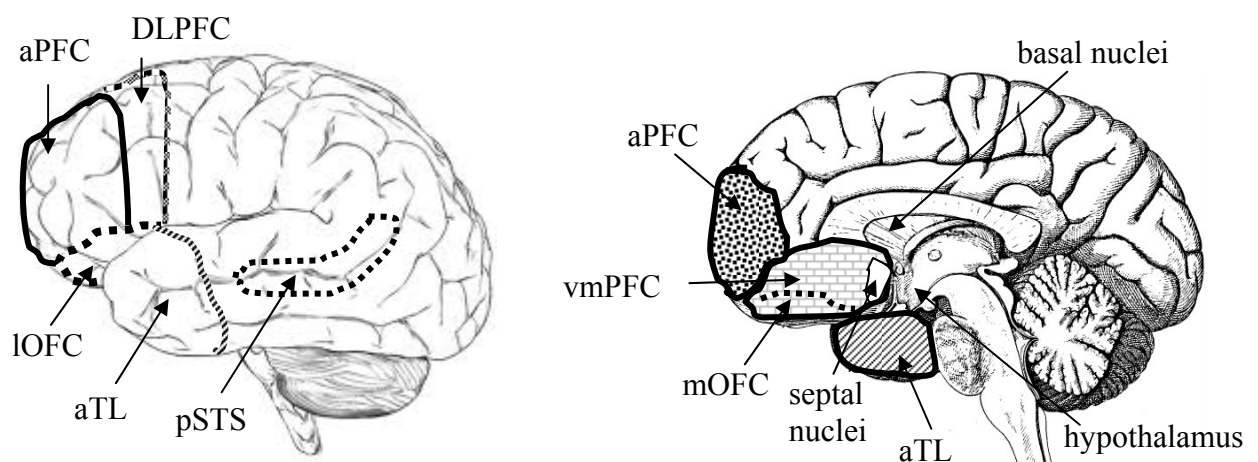 aPFC
DLPFC
lOFC
aTL
pSTS
basal nuclei
aPFC
vmPFC
mOFC
septal
nuclei
aTL
hypothalamus